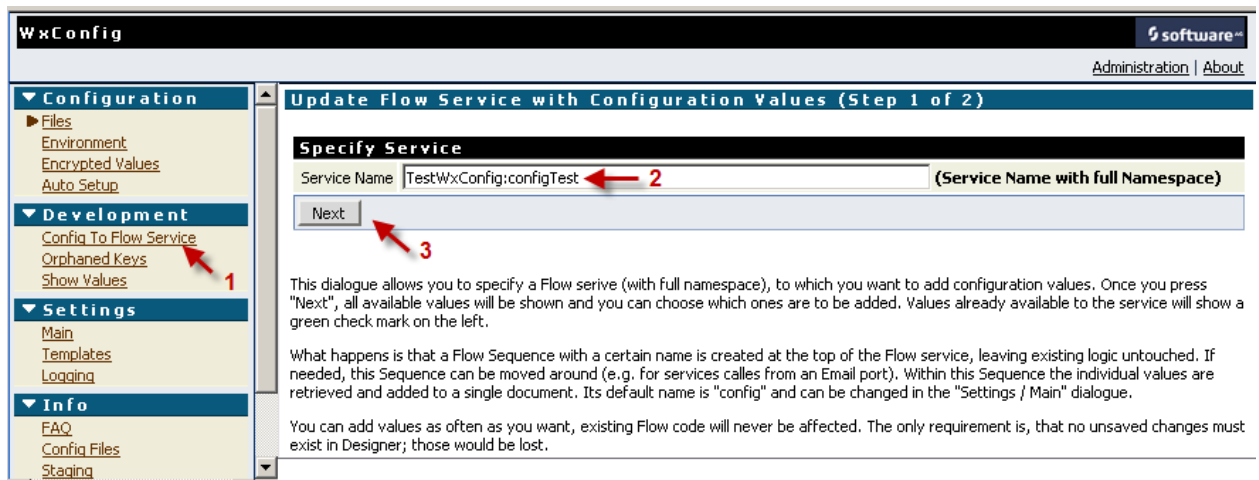 WxConfig
software AG
Administration | About
Configuration
Files
Environment
Encrypted Values
Auto Setup
Development
Config To Flow Service
Orphaned Keys
1
Show Values
Settings
Main
Templates
Logging
Info
FAQ
Config Files
Staging
Update Flow Service with Configuration Values (Step 1 of 2)
Specify Service
Service Name TestWxConfig:configTest 2 (Service Name with full Namespace)
Next
3
This dialogue allows you to specify a Flow serive (with full namespace), to which you want to add configuration values. Once you press
"Next", all available values will be shown and you can choose which ones are to be added. Values already available to the service will show a
green check mark on the left.
What happens is that a Flow Sequence with a certain name is created at the top of the Flow service, leaving existing logic untouched. If
needed, this Sequence can be moved around (e.g. for services calles from an Email port). Within this Sequence the individual values are
retrieved and added to a single document. Its default name is "config" and can be changed in the "Settings / Main" dialogue.
You can add values as often as you want, existing Flow code will never be affected. The only requirement is, that no unsaved changes must
exist in Designer; those would be lost.